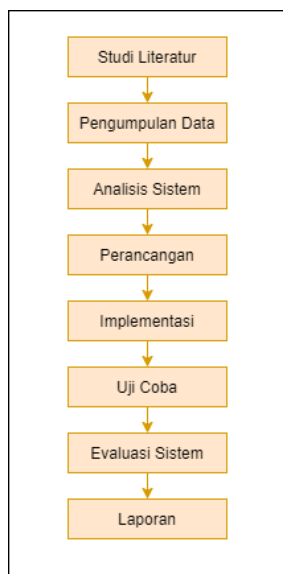 Studi Literatur
Pengumpulan Data
Analisis Sistem
Perancangan
Implementasi
Uji Coba
Evaluasi Sistem
Laporan